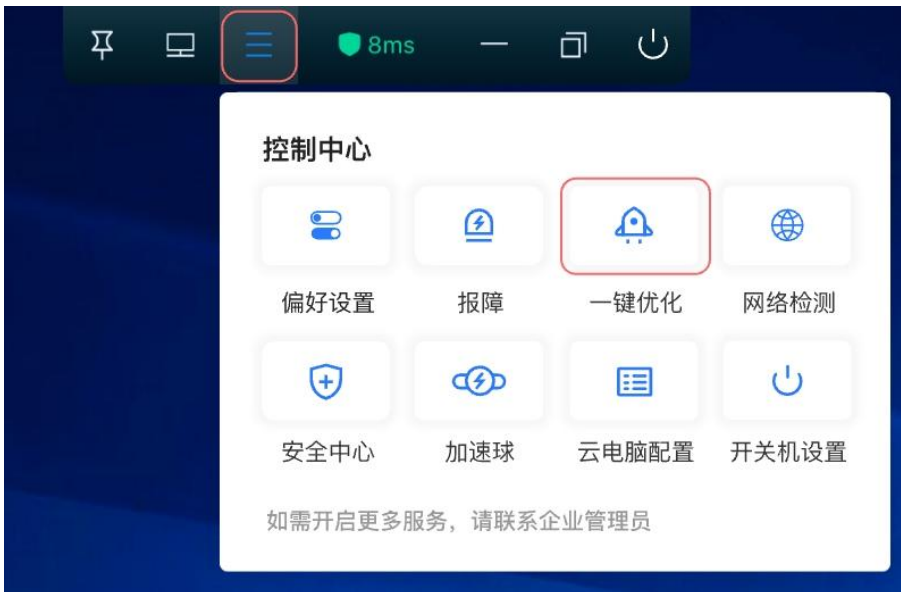 8ms
控制中心
偏好设置 报障 一键优化 网络检测
安全中心 加速球 云电脑配置 开关机设置
如需开启更多服务，请联系企业管理员